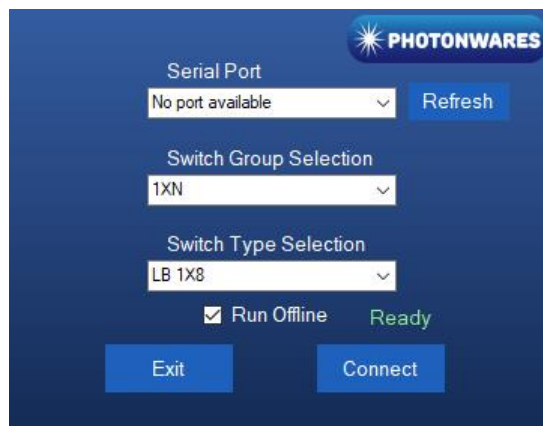 PHOTONWARES
Serial Port
No port available
Refresh
Switch Group Selection
1XN
Switch Type Selection
LB 1X8
Run Offline
Ready
Exit
Connect